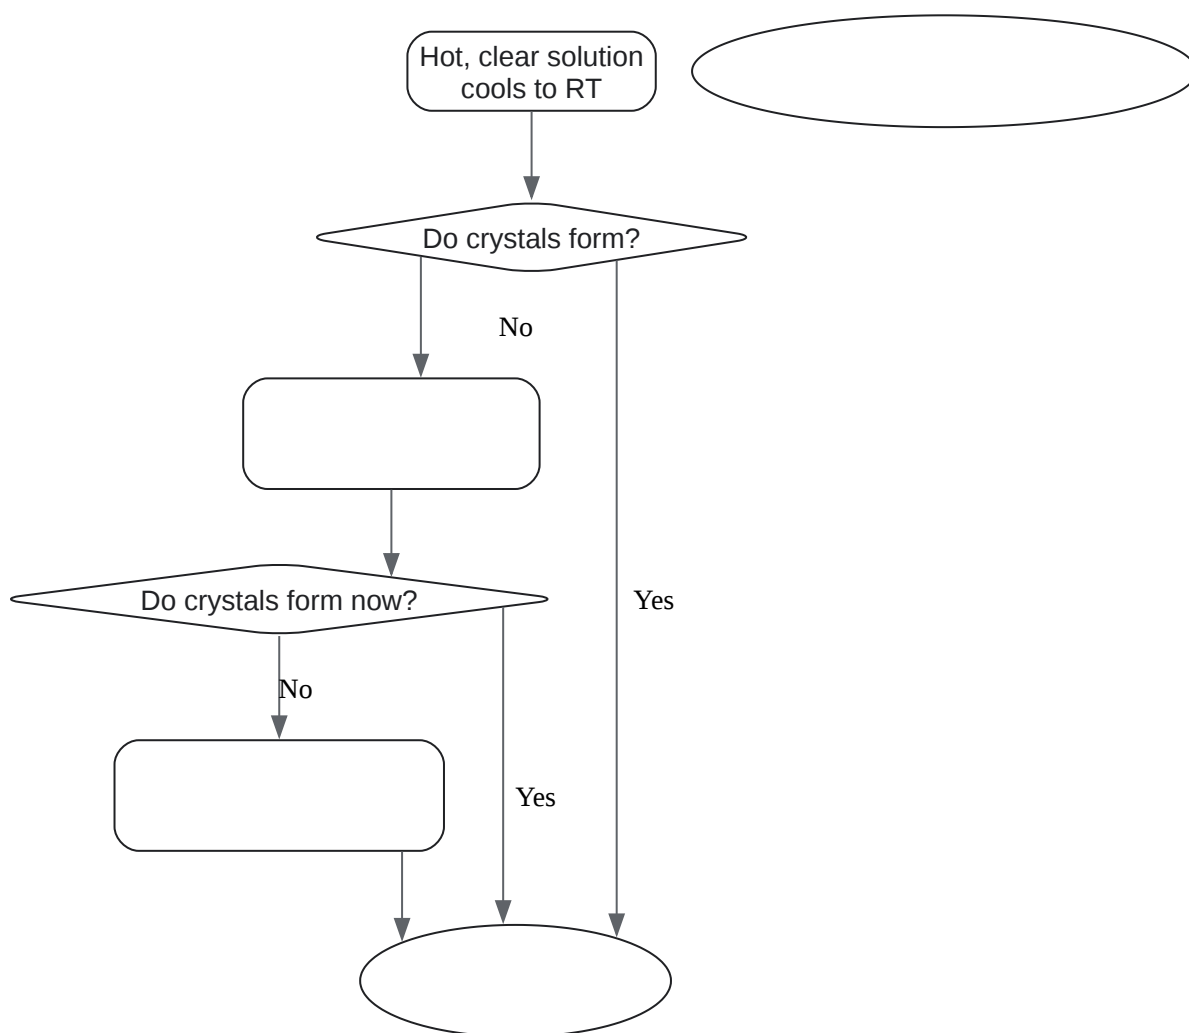 Hot, clear solution
cools to RT
Do crystals form?
No
Do crystals form now?
Yes
No
Yes